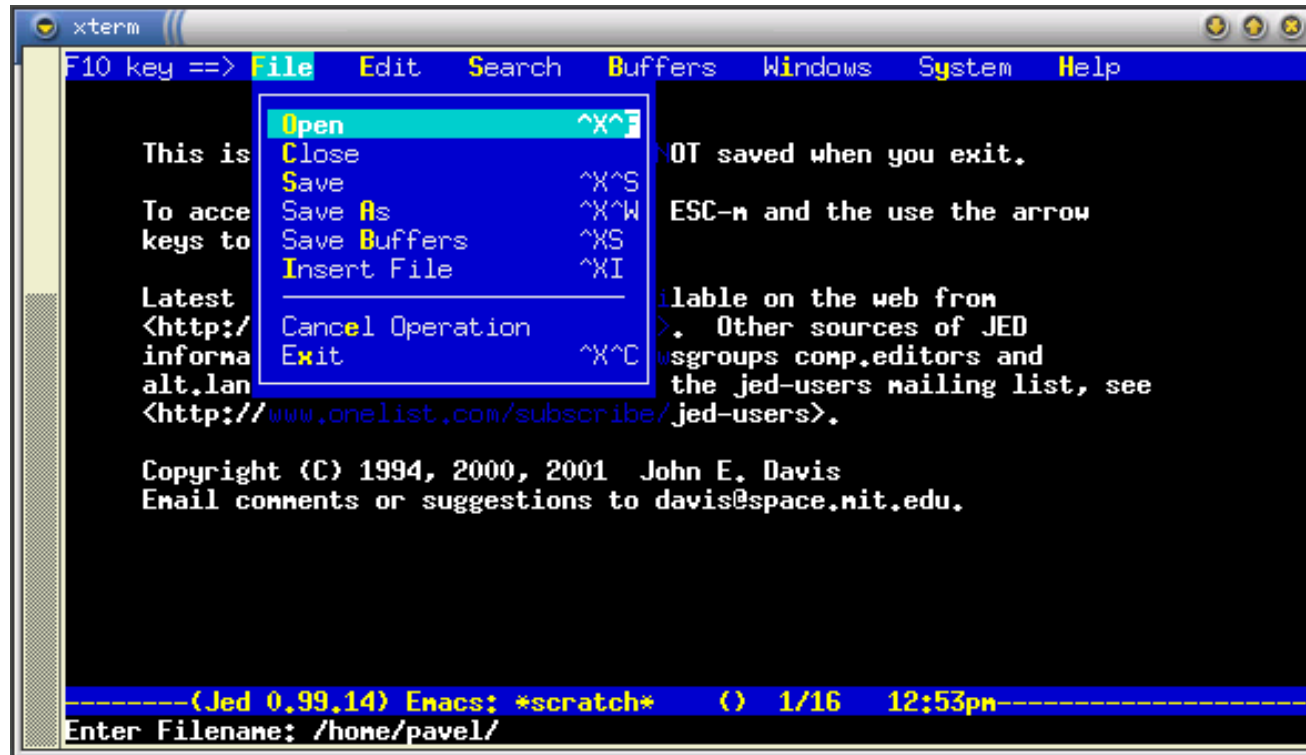 xterm
F10 key ==> File Edit Search Buffers Windows System Help
Open ^X^F
This is Close NOT saved when you exit.
Save ^X^S
To acce Save As ^X^W ESC-m and the use the arrow
keys to Save Buffers ^XS
Insert File ^XI
Latest ilable on the web from
<http:/ Cancel Operation >. Other sources of JED
informa Exit ^X^C wsgroups comp.editors and
alt.lan the jed-users mailing list, see
<http://www.onelist.com/subscribe/jed-users>.
Copyright (C) 1994, 2000, 2001 John E. Davis
Email comments or suggestions to davis@space.mit.edu.
--------(Jed 0.99.14) Emacs: *scratch* () 1/16 12:53pm--------------------
Enter Filename: /home/pavel/